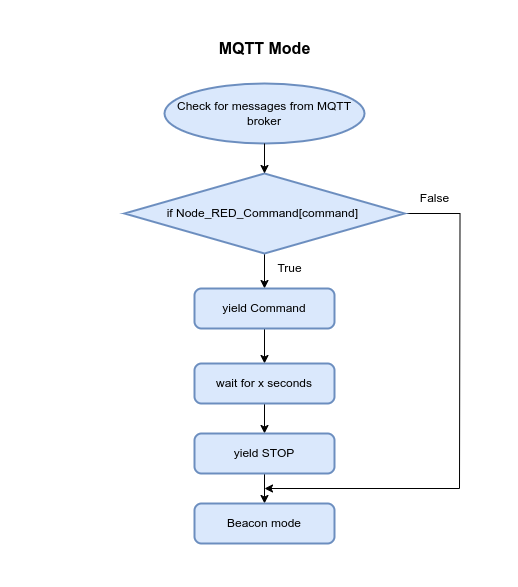 MQTT Mode
Check for messages from MQTT
broker
if Node_RED_Command[command]
False
True
yield Command
wait for x seconds
yield STOP
Beacon mode